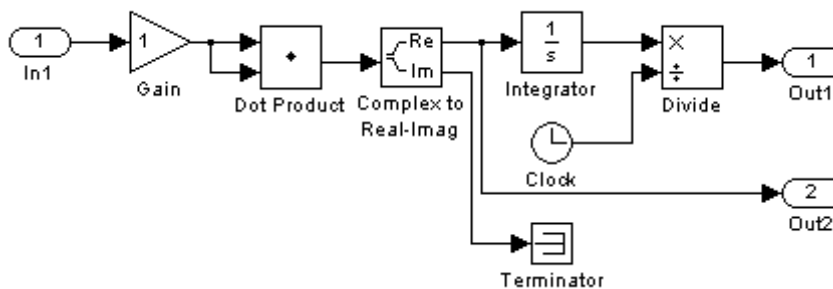 1
In1
1
Gain
Dot Product
Re
Im
Complex to
Real-Imag
1
s
Integrator
Clock
×
÷
Divide
1
Out1
2
Out2
Terminator